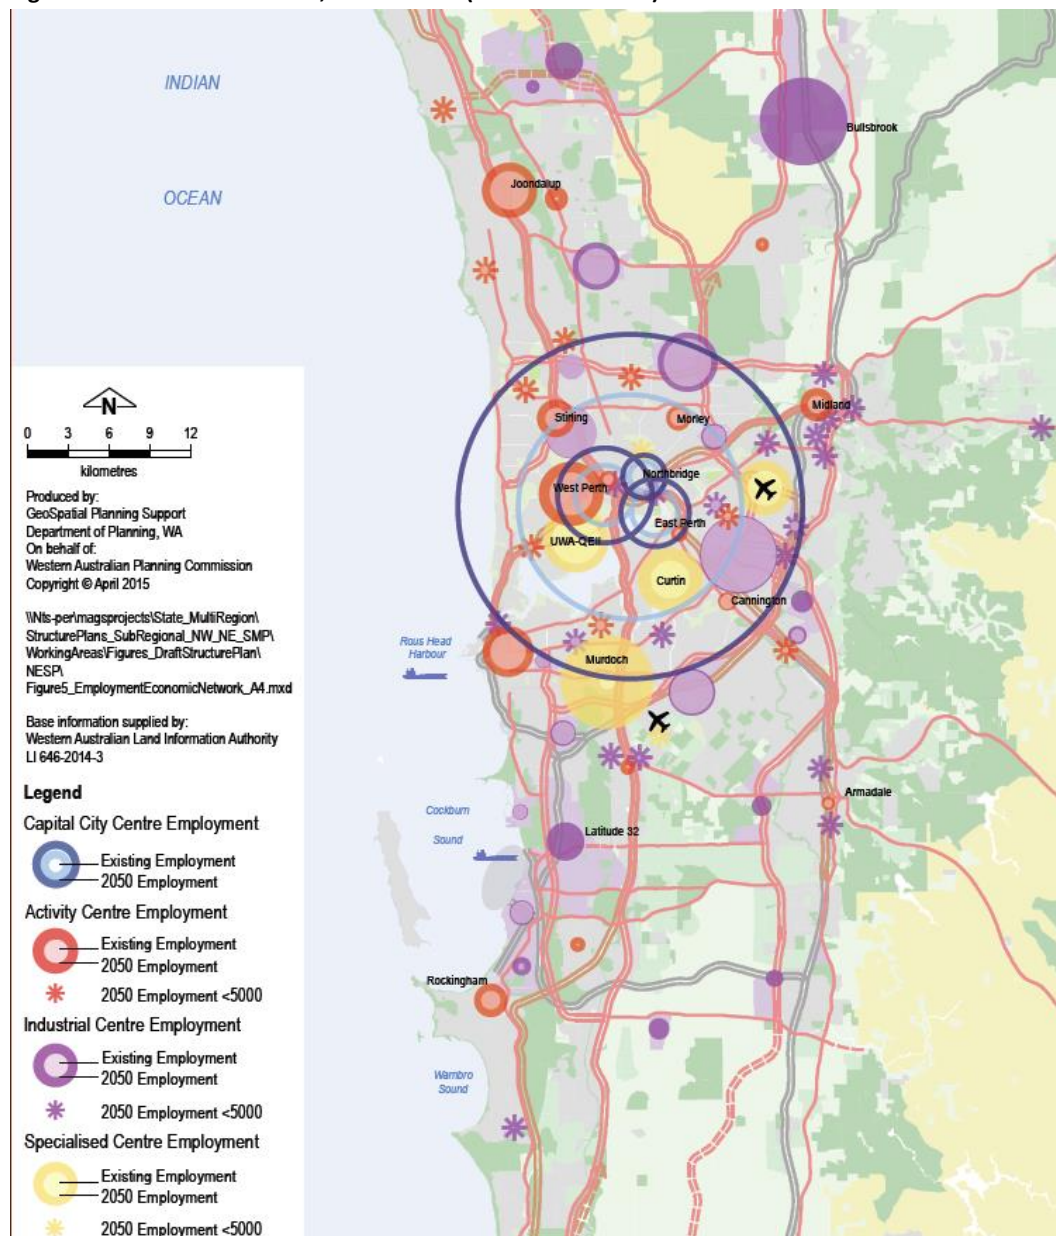 INDIAN
OCEAN
Bullsbrook
Joondalup
Stirling
Morley
Midland
Northbridge
West Perth
East Perth
UWA-QEII
Curtin
Cannington
Murdoch
Rous Head
Harbour
Cockburn
Sound
Latitude 32
Armadale
Rockingham
Warnbro
Sound
N
0 3 6 9 12
kilometres
Produced by:
GeoSpatial Planning Support
Department of Planning, WA
On behalf of:
Western Australian Planning Commission
Copyright © April 2015
\\Nts-per\magsprojects\State_MultiRegion\
StructurePlans_SubRegional_NW_NE_SMP\
WorkingAreas\Figures_DraftStructurePlan\
NESP\
Figure5_EmploymentEconomicNetwork_A4.mxd
Base information supplied by:
Western Australian Land Information Authority
LI 646-2014-3
Legend
Capital City Centre Employment
Existing Employment
2050 Employment
Activity Centre Employment
Existing Employment
2050 Employment
2050 Employment <5000
Industrial Centre Employment
Existing Employment
2050 Employment
2050 Employment <5000
Specialised Centre Employment
Existing Employment
2050 Employment
2050 Employment <5000